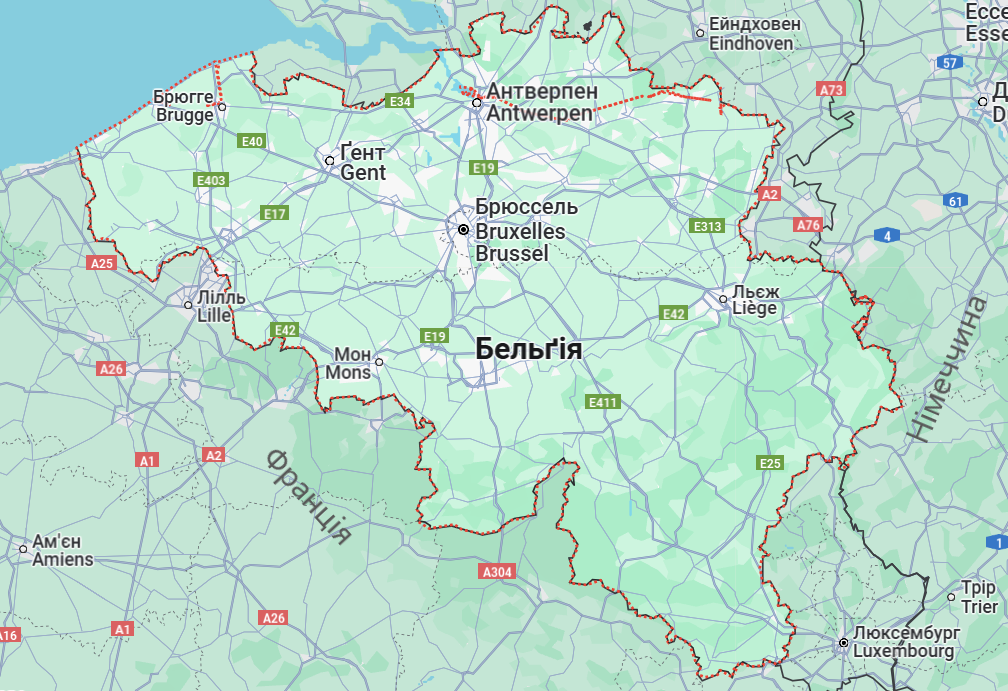 Ейндховен
Eindhoven
Ессе
Esse
57
A73
Антверпен
Antwerpen
Брюгге
Brugge
E34
Д
D
E40
Ґент
Gent
E19
E403
A2
61
Брюссель
Bruxelles
Brussel
E17
E313
A76
4
A25
Лілль
Lille
Льєж
Liège
E42
E42
E19
Бельґія
Мон
Mons
Німеччина
A26
E411
A1
A2
E25
Франція
Ам'єн
Amiens
1
A304
Трір
Trier
A26
A16
A1
Люксембург
Luxembourg